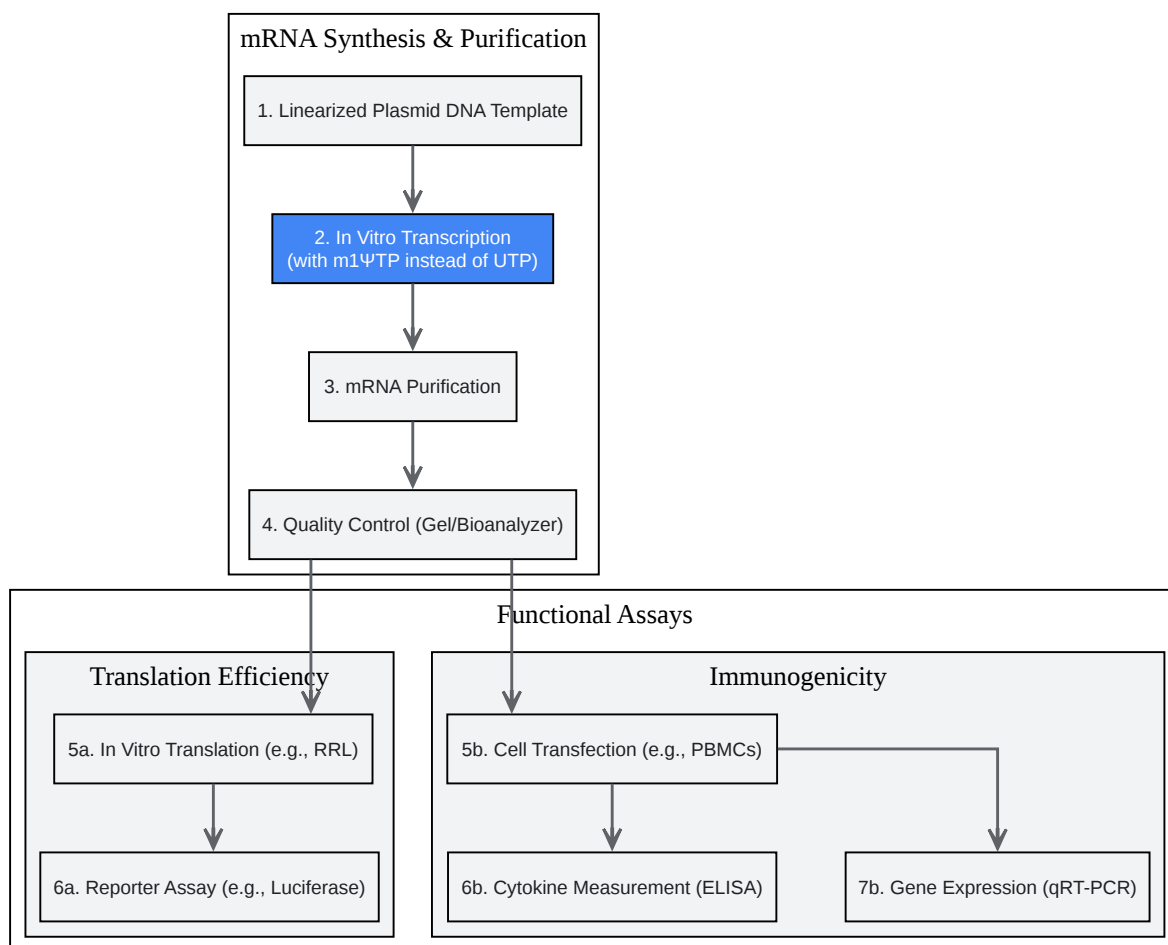 mRNA Synthesis & Purification
1. Linearized Plasmid DNA Template
2. In Vitro Transcription
(with m1ΨTP instead of UTP)
3. mRNA Purification
4. Quality Control (Gel/Bioanalyzer)
Functional Assays
Translation Efficiency
5a. In Vitro Translation (e.g., RRL)
6a. Reporter Assay (e.g., Luciferase)
Immunogenicity
5b. Cell Transfection (e.g., PBMCs)
6b. Cytokine Measurement (ELISA)
7b. Gene Expression (qRT-PCR)